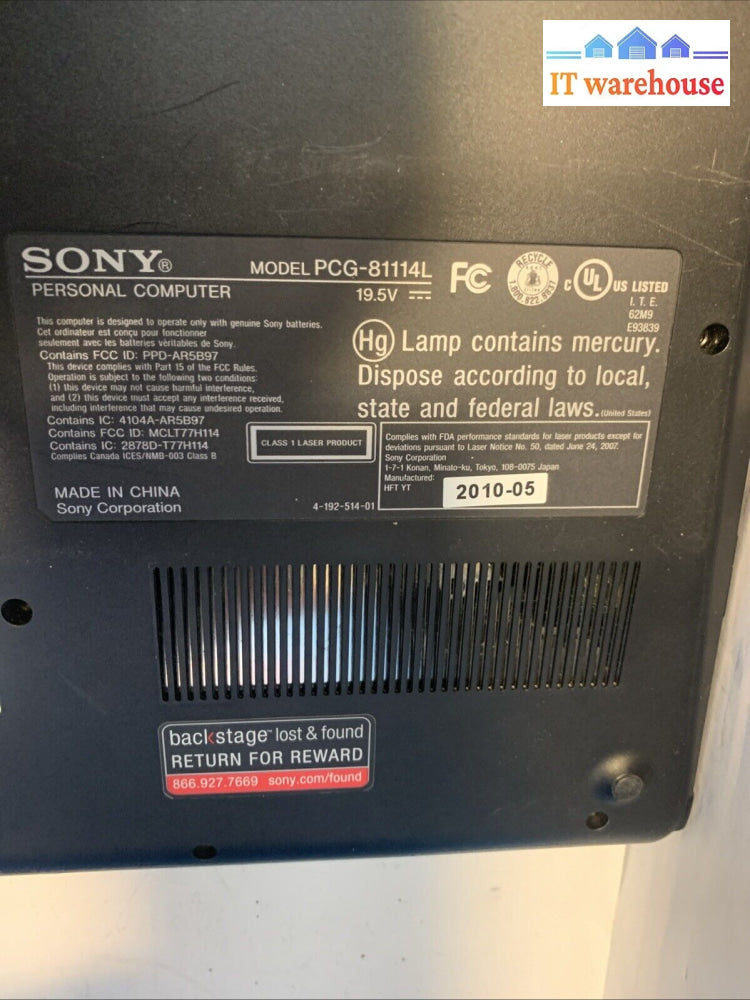 IT warehouse
SONY®
MODEL PCG-81114L
PERSONAL COMPUTER
19.5V
FC
RECYCLE
1.800.822.8837
c UL US LISTED
I. T. E.
62M9
E93839
This computer is designed to operate only with genuine Sony batteries.
Cet ordinateur est conçu pour fonctionner
seulement avec les batteries véritables de Sony.
Contains FCC ID: PPD-AR5B97
This device complies with Part 15 of the FCC Rules.
Operation is subject to the following two conditions:
(1) this device may not cause harmful interference,
and (2) this device must accept any interference received,
including interference that may cause undesired operation.
Contains IC: 4104A-AR5B97
Contains FCC ID: MCLT77H114
Contains IC: 2878D-T77H114
Complies Canada ICES/NMB-003 Class B
Hg Lamp contains mercury.
Dispose according to local,
state and federal laws. (United States)
CLASS 1 LASER PRODUCT
Complies with FDA performance standards for laser products except for
deviations pursuant to Laser Notice No. 50, dated June 24, 2007.
Sony Corporation
1-7-1 Konan, Minato-ku, Tokyo, 108-0075 Japan
Manufactured:
HFT YT
2010-05
MADE IN CHINA
Sony Corporation
4-192-514-01
backstage™ lost & found
RETURN FOR REWARD
866.927.7669 sony.com/found